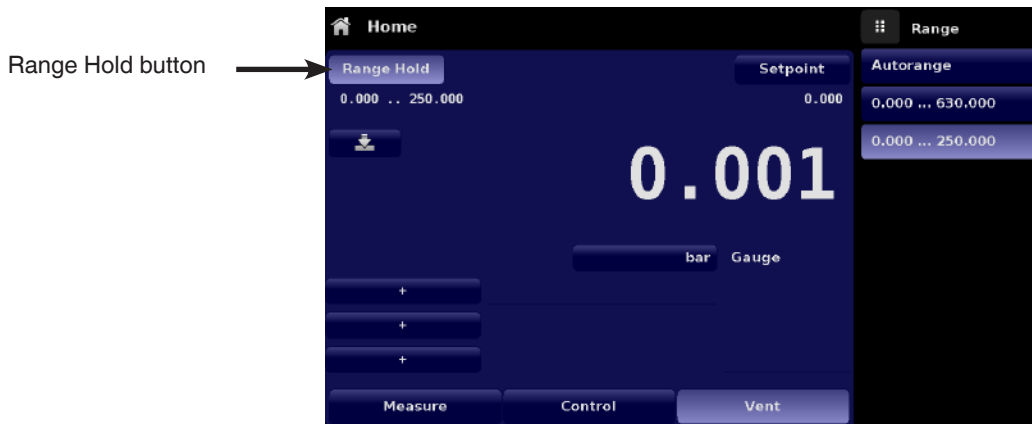 Range Hold button
Home
Range Hold
Setpoint
0.000 .. 250.000
0.000
0.001
bar
Gauge
+
+
+
Measure
Control
Vent
Range
Autorange
0.000 ... 630.000
0.000 ... 250.000